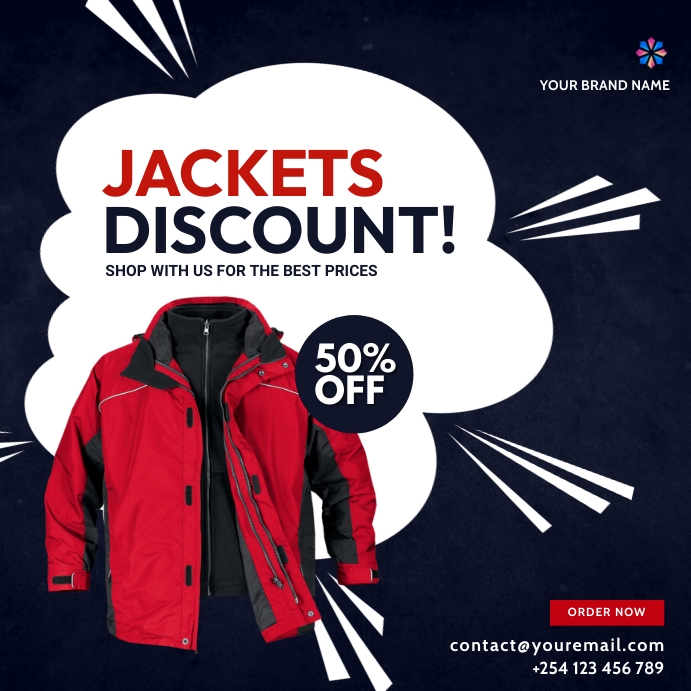 YOUR BRAND NAME
JACKETS
DISCOUNT!
SHOP WITH US FOR THE BEST PRICES
50%
OFF
ORDER NOW
contact@youremail.com
+254 123 456 789